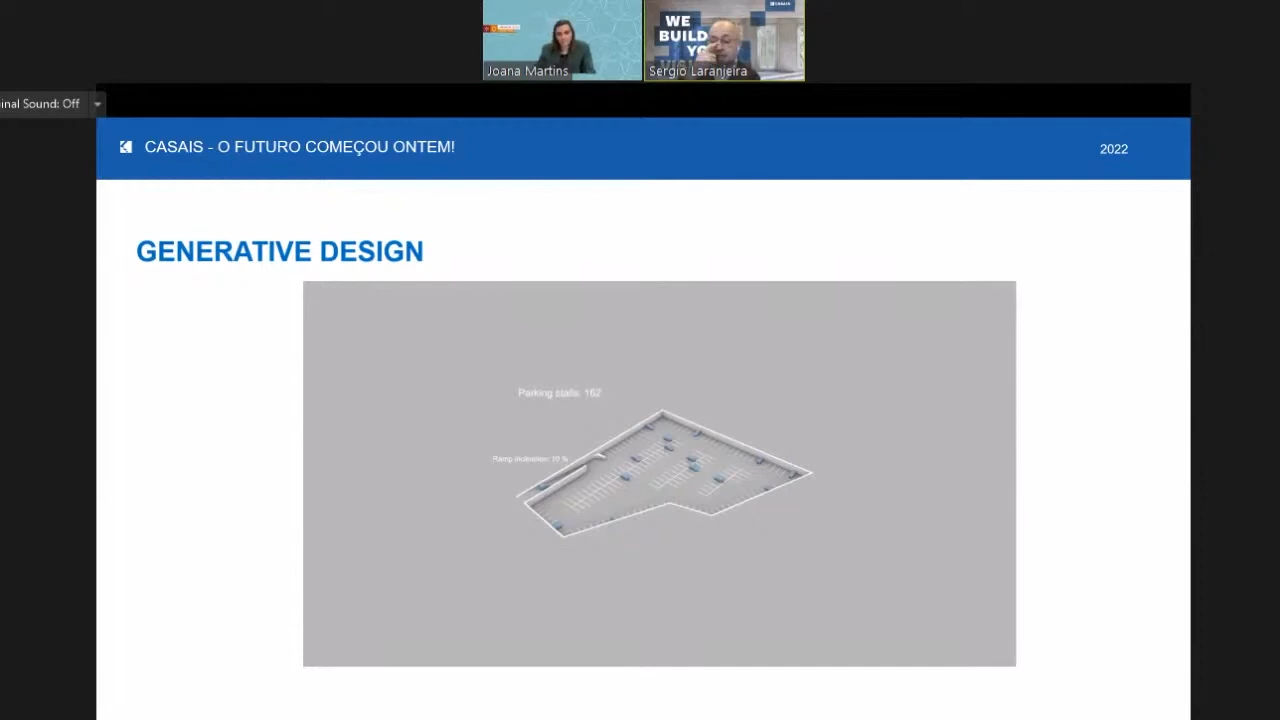 WE
BUILD
Joana Martins
Sergio Laranjeira
inal Sound: Off
CASAIS - O FUTURO COMEÇOU ONTEM!
2022
GENERATIVE DESIGN
Parking stalls: 162
Ramp inclination: 10 %